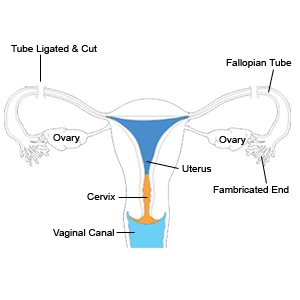 Tube Ligated & Cut
Fallopian Tube
Ovary
Ovary
Uterus
Cervix
Fambricated End
Vaginal Canal